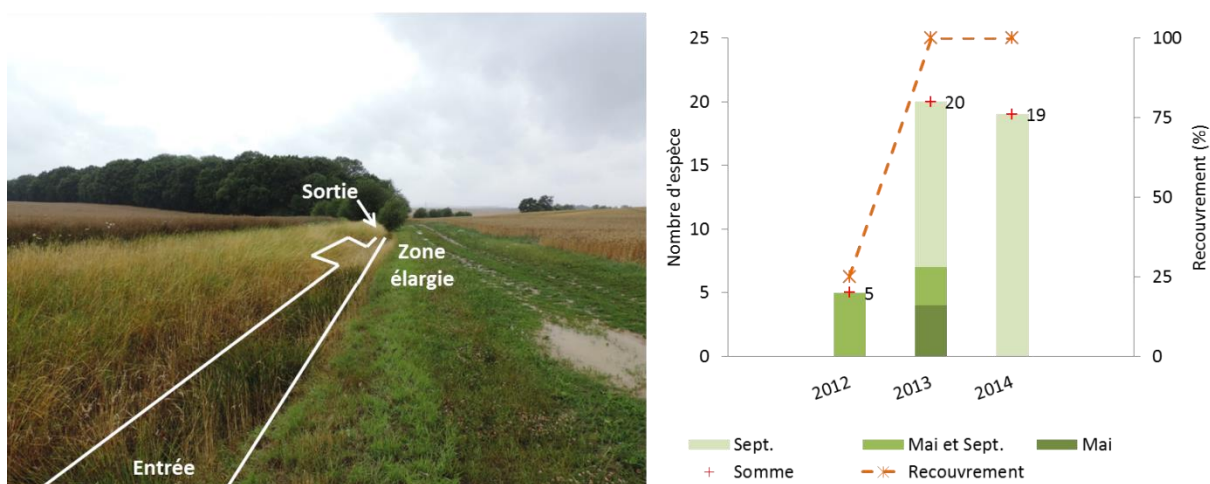 Sortie
Zone
élargie
Entrée
25
20
15
10
5
0
Nombre d'espèce
100
75
50
25
0
Recouvrement (%)
5
20
19
2012
2013
2014
Sept.
Mai et Sept.
Mai
Somme
Recouvrement